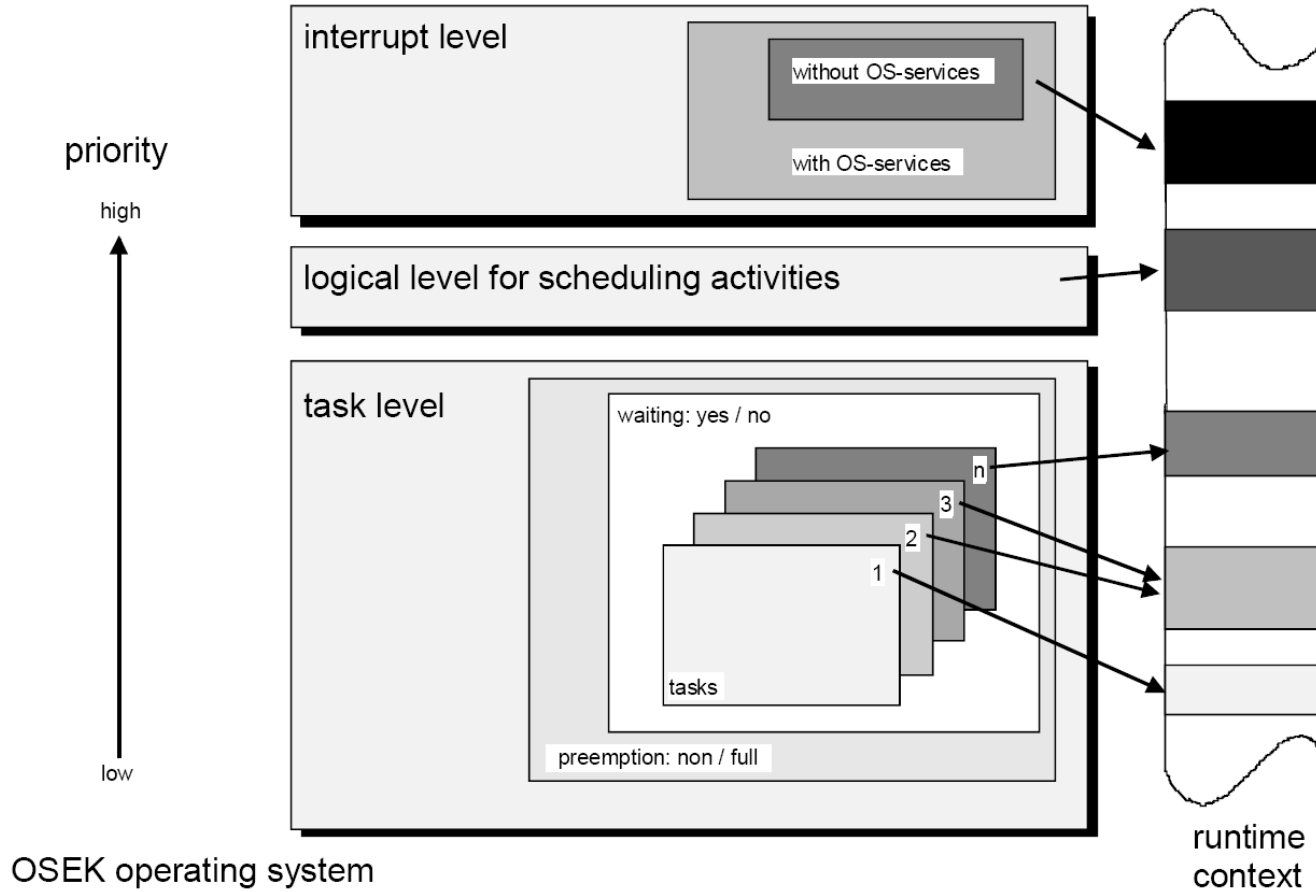 interrupt level
without OS-services
with OS-services
priority
high
logical level for scheduling activities
task level
waiting: yes / no
n
3
2
1
tasks
preemption: non / full
low
runtime
context
OSEK operating system